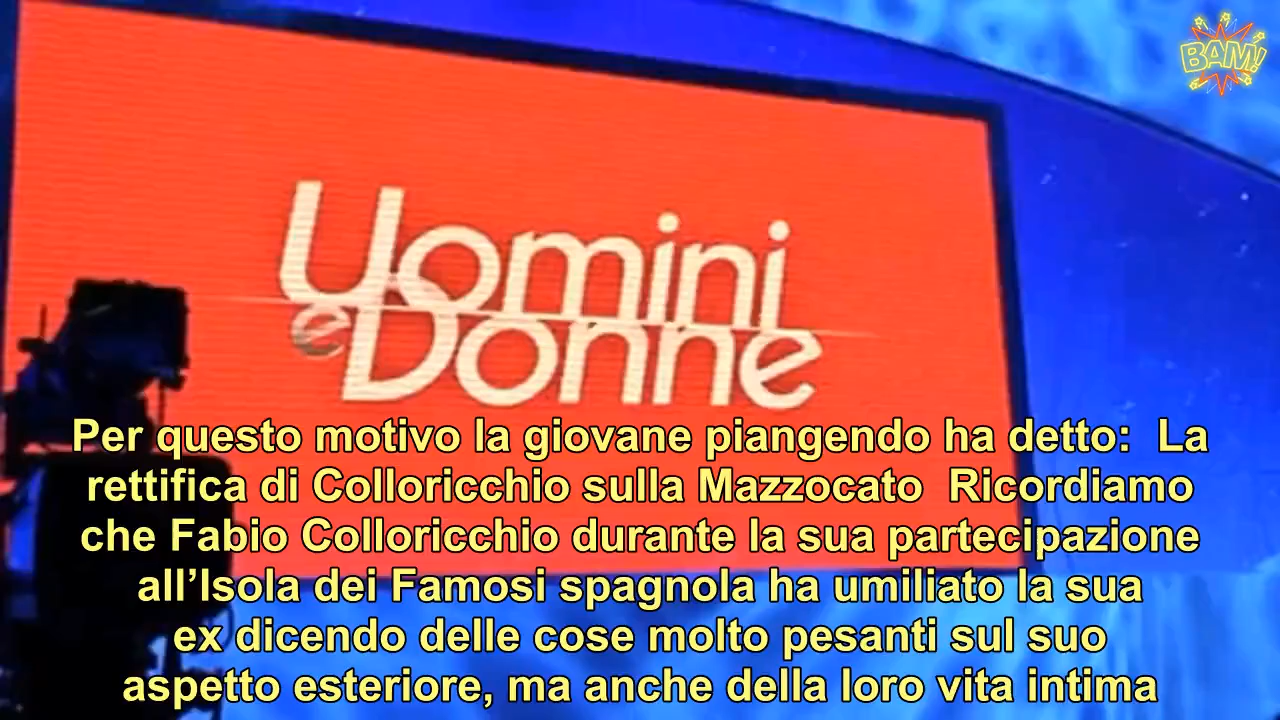 BAM!
Uomini
e Donne
Per questo motivo la giovane piangendo ha detto:  La
rettifica di Colloricchio sulla Mazzocato  Ricordiamo
che Fabio Colloricchio durante la sua partecipazione
all’Isola dei Famosi spagnola ha umiliato la sua
ex dicendo delle cose molto pesanti sul suo
aspetto esteriore, ma anche della loro vita intima